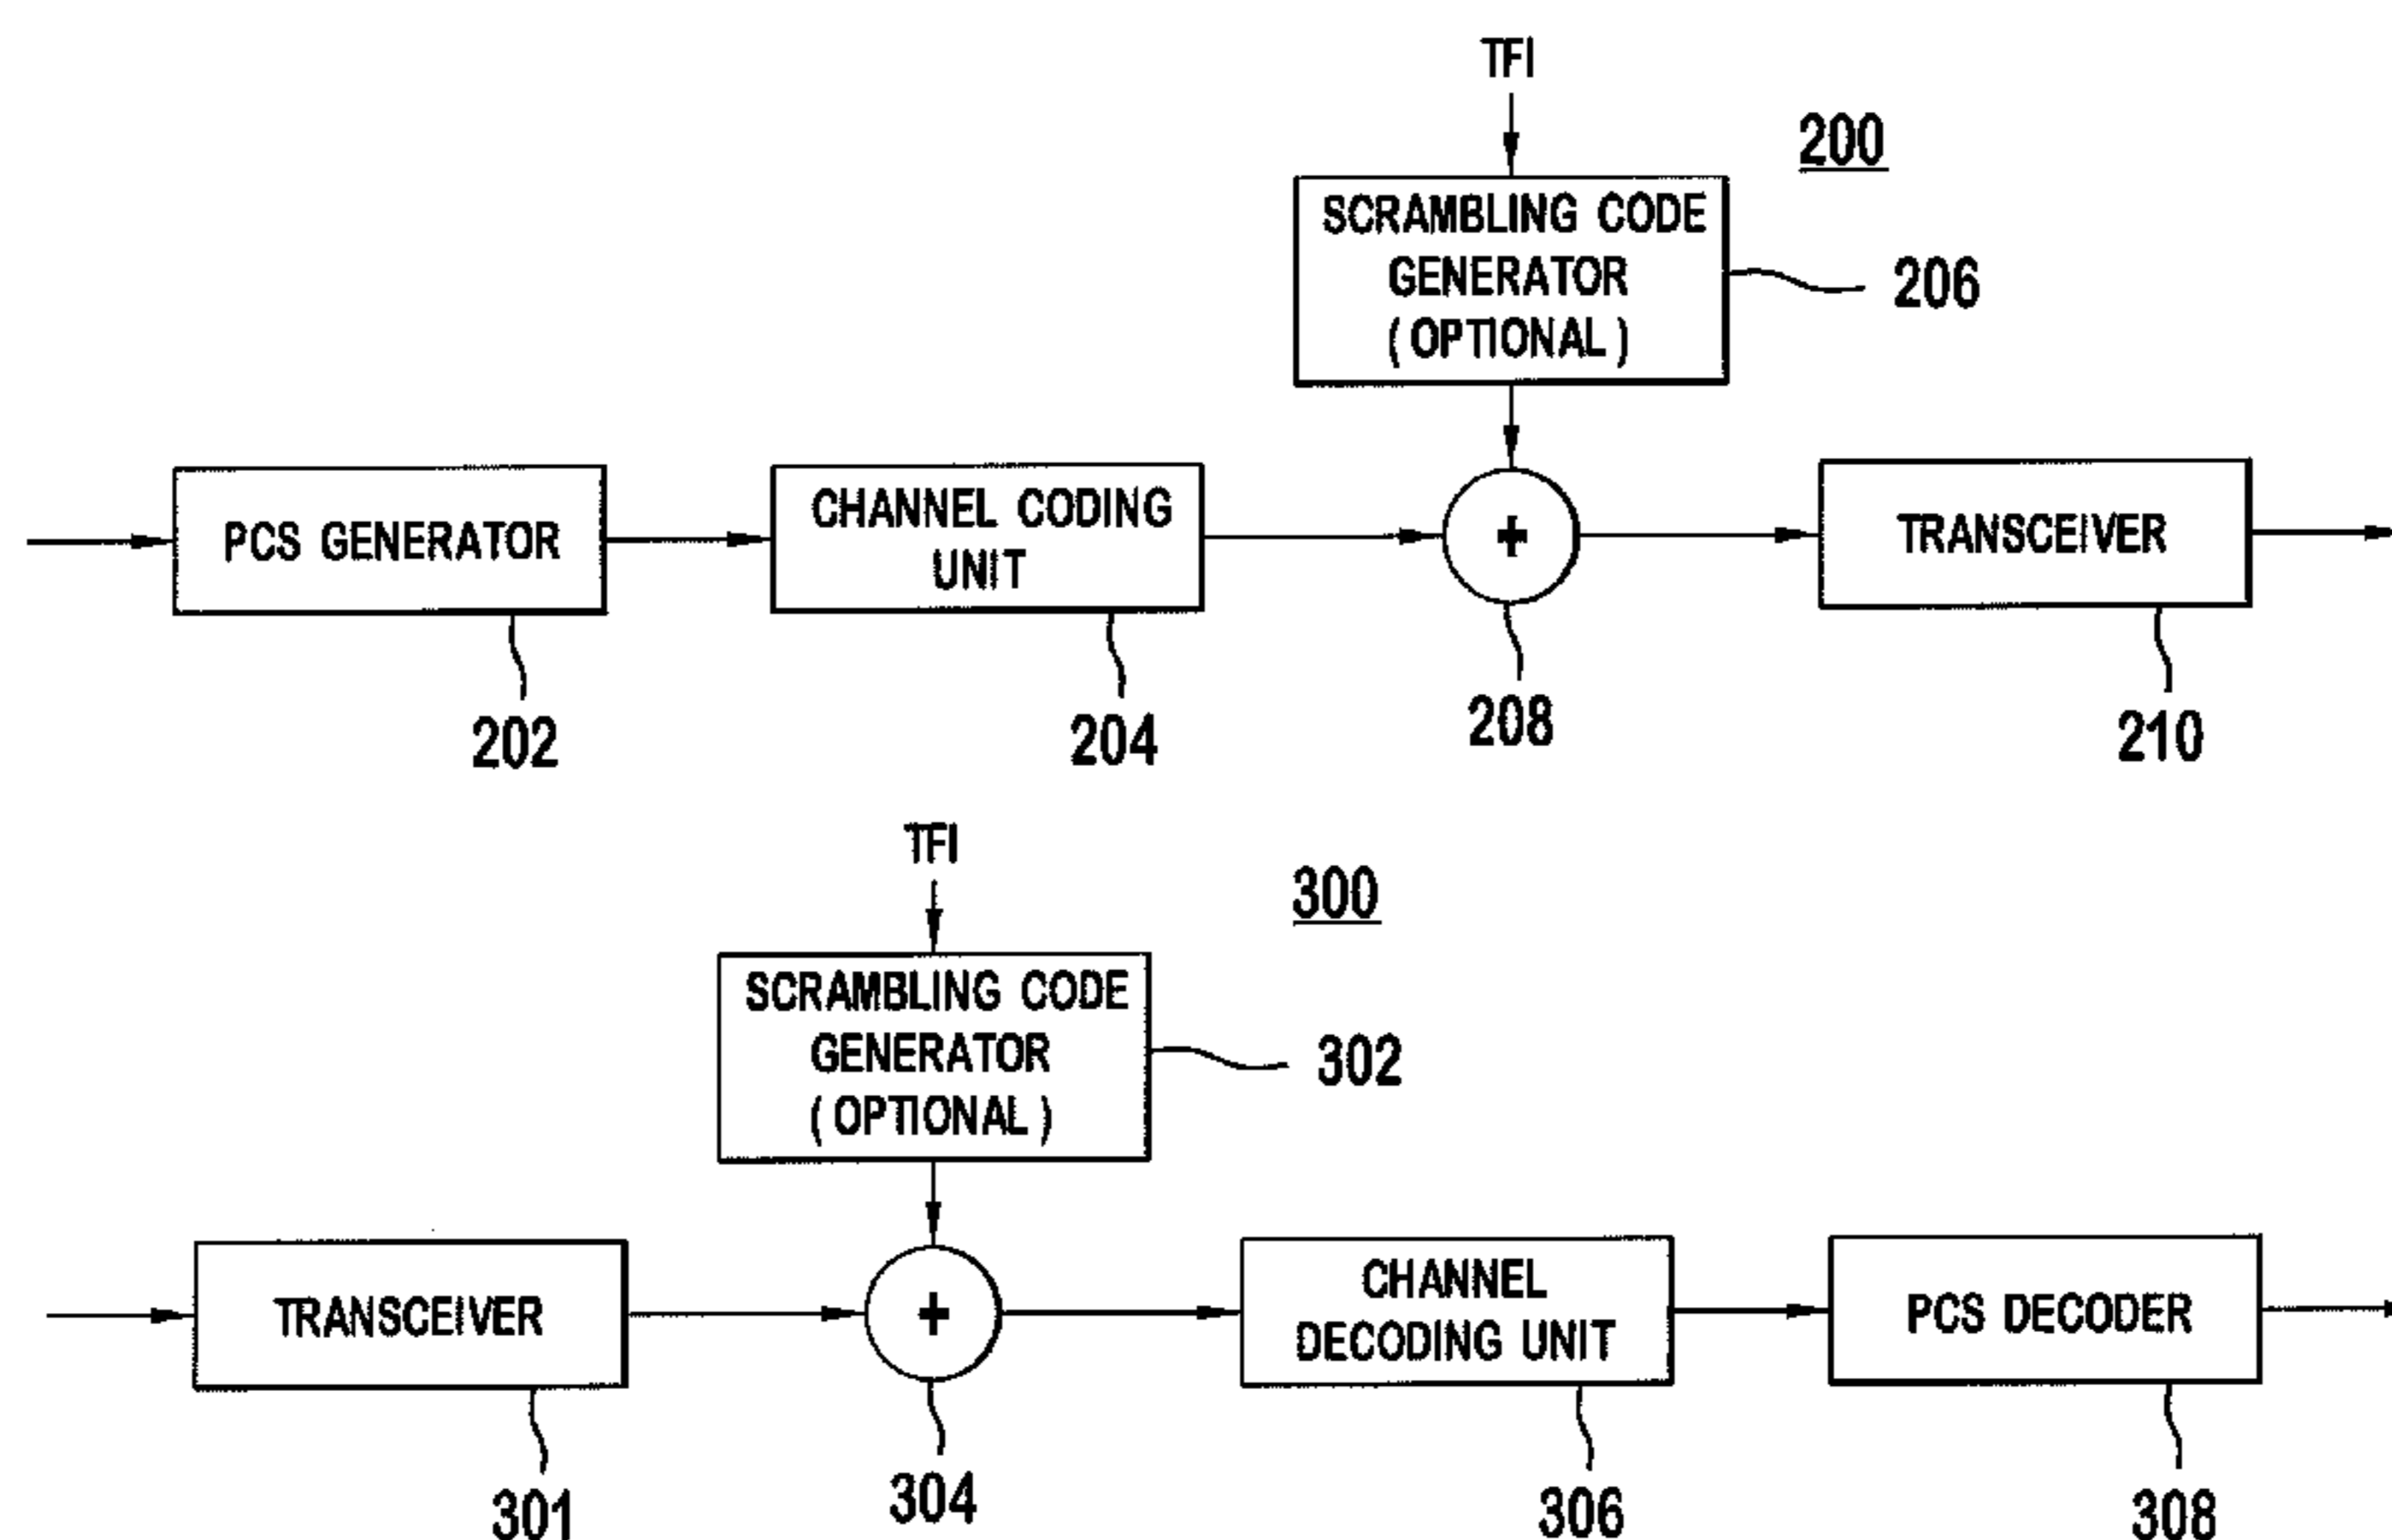 TFI
200
SCRAMBLING CODE
GENERATOR
(OPTIONAL)
206
PCS GENERATOR
CHANNEL CODING
UNIT
+
TRANSCEIVER
202
204
208
210
TFI
300
SCRAMBLING CODE
GENERATOR
(OPTIONAL)
302
TRANSCEIVER
+
CHANNEL
DECODING UNIT
PCS DECODER
301
304
306
308